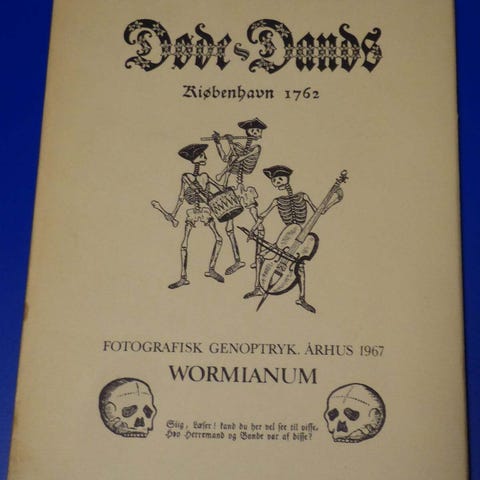 Døde-Dands
Kiøbenhavn 1762
FOTOGRAFISK GENOPTRYK. ÅRHUS 1967
WORMIANUM
Siig, Læser! kand du her vel see til visse,
Hvo Herremand og Bonde var af disse?